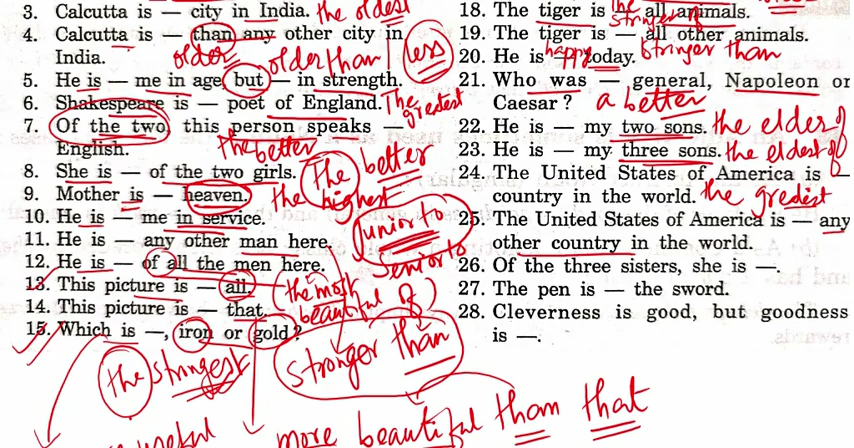 3. Calcutta is — city in India. the oldest
4. Calcutta is — than any other city in
India. older older than less
5. He is — me in age but — in strength.
6. Shakespeare is — poet of England. The greatest
7. Of the two this person speaks —
English. the better
8. She is — of the two girls. The better
9. Mother is — heaven. the highest
10. He is — me in service. Junior to
11. He is — any other man here. Senior to
12. He is — of all the men here.
13. This picture is — all. (the most
14. This picture is — that. beautiful of)
15. Which is —, iron or gold?
stronger than
the stringest
useful more beautiful than that
18. The tiger is — all animals. the stringest
19. The tiger is — all other animals.
20. He is — today. happy Stringer than
21. Who was — general, Napoleon or
Caesar? a better
22. He is — my two sons. the elder of
23. He is — my three sons. the eldest of
24. The United States of America is —
country in the world. the gredest
25. The United States of America is — any
other country in the world.
26. Of the three sisters, she is —.
27. The pen is — the sword.
28. Cleverness is good, but goodness
is —.